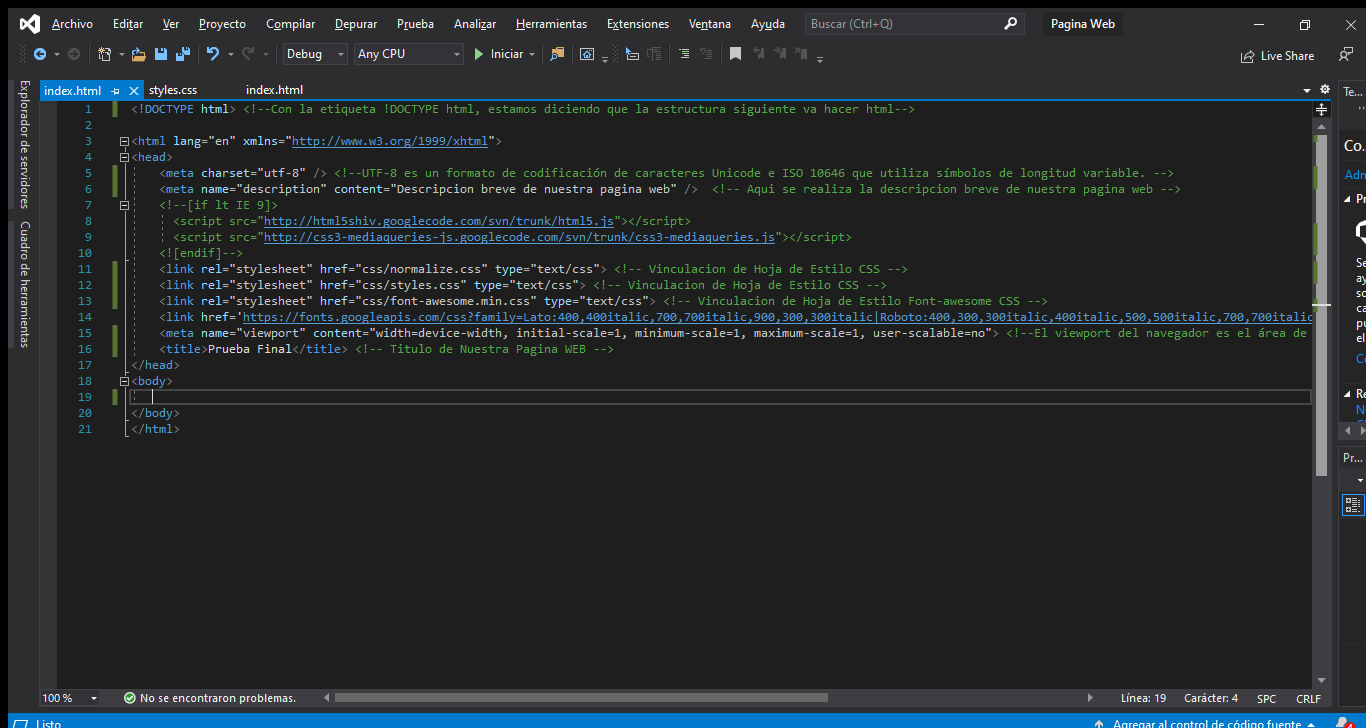 Archivo Editar Ver Proyecto Compilar Depurar Prueba Analizar Herramientas Extensiones Ventana Ayuda Buscar (Ctrl+Q) Pagina Web
Debug Any CPU Iniciar Live Share
Explorador de servidores
Cuadro de herramientas
index.html styles.css index.html
1 <!DOCTYPE html> <!--Con la etiqueta !DOCTYPE html, estamos diciendo que la estructura siguiente va hacer html-->
2
3 <html lang="en" xmlns="http://www.w3.org/1999/xhtml">
4 <head>
5 <meta charset="utf-8" /> <!--UTF-8 es un formato de codificación de caracteres Unicode e ISO 10646 que utiliza símbolos de longitud variable. -->
6 <meta name="description" content="Descripcion breve de nuestra pagina web" /> <!-- Aqui se realiza la descripcion breve de nuestra pagina web -->
7 <!--[if lt IE 9]>
8 <script src="http://html5shiv.googlecode.com/svn/trunk/html5.js"></script>
9 <script src="http://css3-mediaqueries-js.googlecode.com/svn/trunk/css3-mediaqueries.js"></script>
10 <![endif]-->
11 <link rel="stylesheet" href="css/normalize.css" type="text/css"> <!-- Vinculacion de Hoja de Estilo CSS -->
12 <link rel="stylesheet" href="css/styles.css" type="text/css"> <!-- Vinculacion de Hoja de Estilo CSS -->
13 <link rel="stylesheet" href="css/font-awesome.min.css" type="text/css"> <!-- Vinculacion de Hoja de Estilo Font-awesome CSS -->
14 <link href='https://fonts.googleapis.com/css?family=Lato:400,400italic,700,700italic,900,300,300italic|Roboto:400,300,300italic,400italic,500,500italic,700,700italic
15 <meta name="viewport" content="width=device-width, initial-scale=1, minimum-scale=1, maximum-scale=1, user-scalable=no"> <!--El viewport del navegador es el área de
16 <title>Prueba Final</title> <!-- Titulo de Nuestra Pagina WEB -->
17 </head>
18 <body>
19
20 </body>
21 </html>
Te...
Co...
Adn
Pr
Se
ay
so
ca
pu
el
Re
Pr...
100 % No se encontraron problemas. Línea: 19 Carácter: 4 SPC CRLF
Listo Agregar al control de código fuente 4